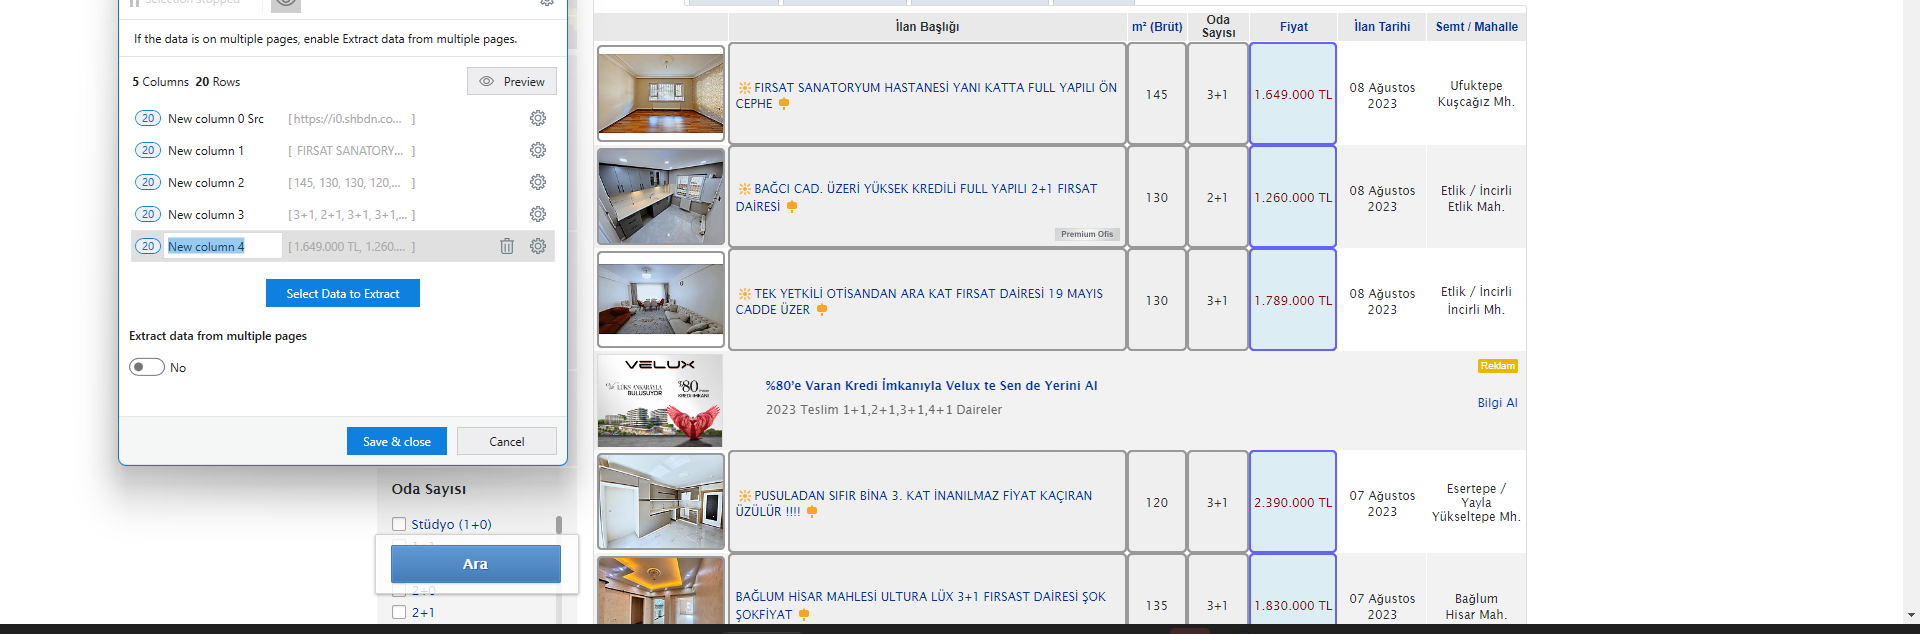 Selection stopped
If the data is on multiple pages, enable Extract data from multiple pages.
5 Columns 20 Rows
Preview
20 New column 0 Src [ https://i0.shbdn.co... ]
20 New column 1 [ FIRSAT SANATORY... ]
20 New column 2 [ 145, 130, 130, 120,... ]
20 New column 3 [ 3+1, 2+1, 3+1, 3+1,... ]
20 New column 4 [ 1.649.000 TL, 1.260.... ]
Select Data to Extract
Extract data from multiple pages
No
Save & close
Cancel
Oda Sayısı
Stüdyo (1+0)
Ara
2+0
2+1
İlan Başlığı
m² (Brüt)
Oda
Sayısı
Fiyat
İlan Tarihi
Semt / Mahalle
FIRSAT SANATORYUM HASTANESİ YANI KATTA FULL YAPILI ÖN
CEPHE
145
3+1
1.649.000 TL
08 Ağustos
2023
Ufuktepe
Kuşcağız Mh.
BAĞCI CAD. ÜZERİ YÜKSEK KREDİLİ FULL YAPILI 2+1 FIRSAT
DAİRESİ
Premium Ofis
130
2+1
1.260.000 TL
08 Ağustos
2023
Etlik / İncirli
Etlik Mah.
TEK YETKİLİ OTİSANDAN ARA KAT FIRSAT DAİRESİ 19 MAYIS
CADDE ÜZER
130
3+1
1.789.000 TL
08 Ağustos
2023
Etlik / İncirli
İncirli Mh.
VELUX
LÜKS ANKARAYLA
BULUŞUYOR
%80
KREDİ İMKANI
%80'e Varan Kredi İmkanıyla Velux te Sen de Yerini Al
2023 Teslim 1+1,2+1,3+1,4+1 Daireler
Reklam
Bilgi Al
PUSULADAN SIFIR BİNA 3. KAT İNANILMAZ FİYAT KAÇIRAN
ÜZÜLÜR !!!!
120
3+1
2.390.000 TL
07 Ağustos
2023
Esertepe /
Yayla
Yükseltepe Mh.
BAĞLUM HİSAR MAHLESİ ULTURA LÜX 3+1 FIRSAST DAİRESİ ŞOK
ŞOKFİYAT
135
3+1
1.830.000 TL
07 Ağustos
2023
Bağlum
Hisar Mah.